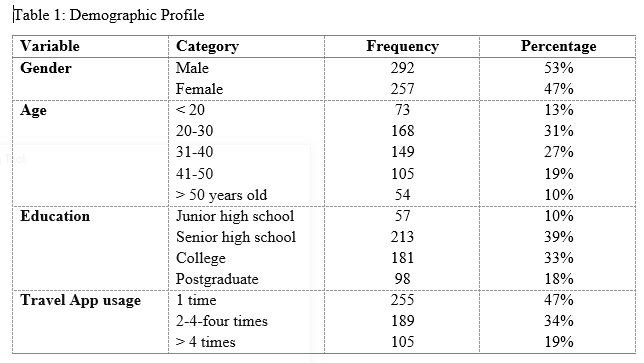 Table 1: Demographic Profile
Variable Category Frequency Percentage
Gender Male 292 53%
Female 257 47%
Age < 20 73 13%
20-30 168 31%
31-40 149 27%
41-50 105 19%
> 50 years old 54 10%
Education Junior high school 57 10%
Senior high school 213 39%
College 181 33%
Postgraduate 98 18%
Travel App usage 1 time 255 47%
2-4-four times 189 34%
> 4 times 105 19%